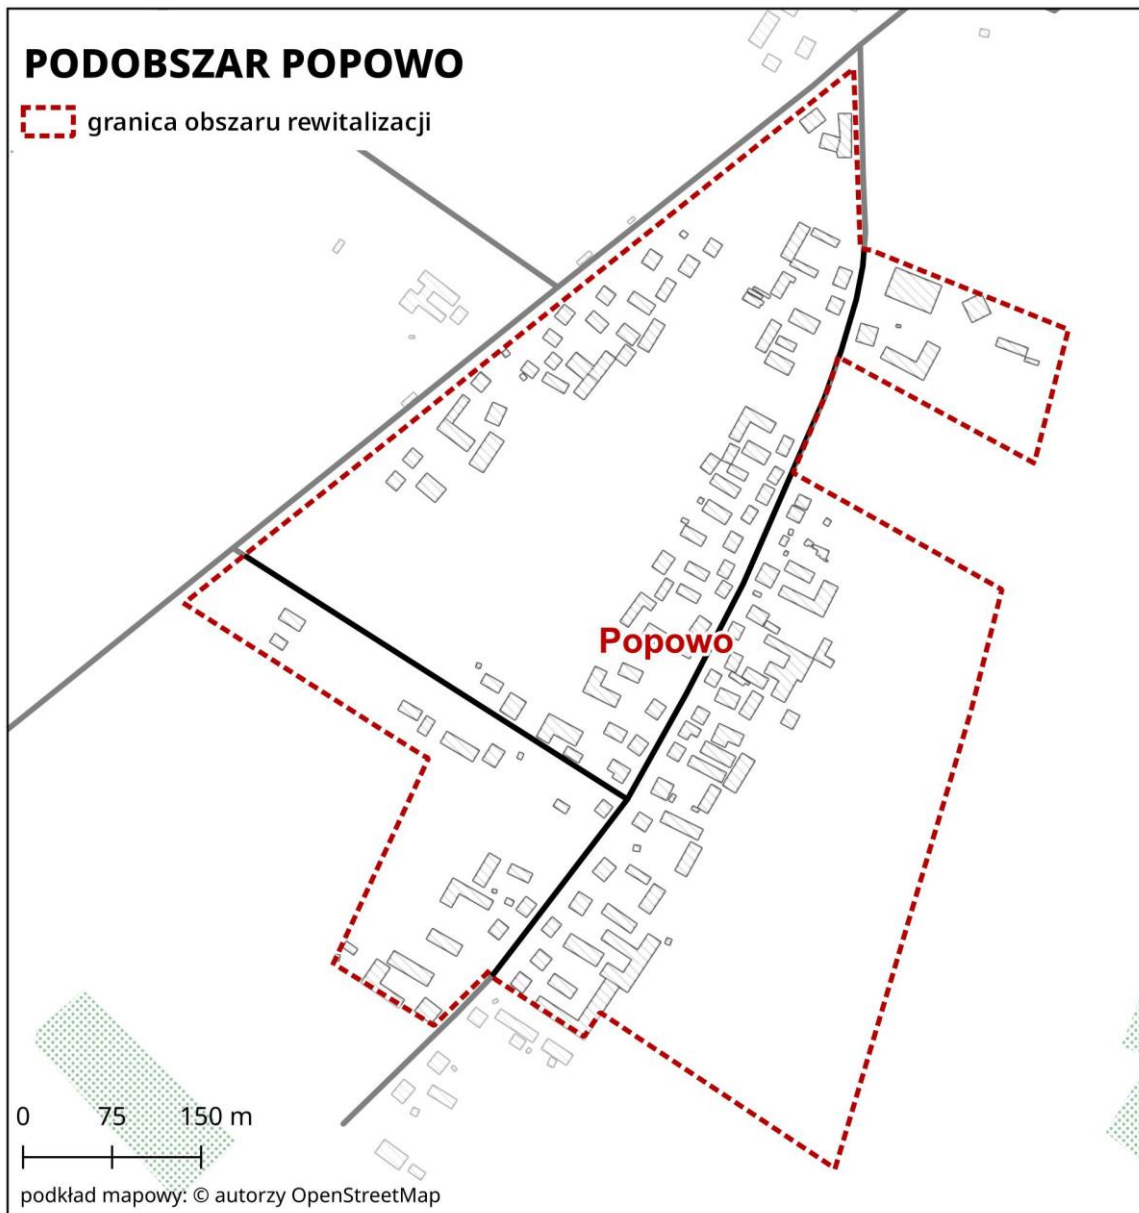 PODOBSZAR POPOWO
granica obszaru rewitalizacji
Popowo
0 75 150 m
podkład mapowy: © autorzy OpenStreetMap